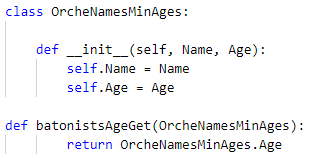 class OrcheNamesMinAges:
def __init__(self, Name, Age):
self.Name = Name
self.Age = Age
def batonistsAgeGet(OrcheNamesMinAges):
return OrcheNamesMinAges.Age